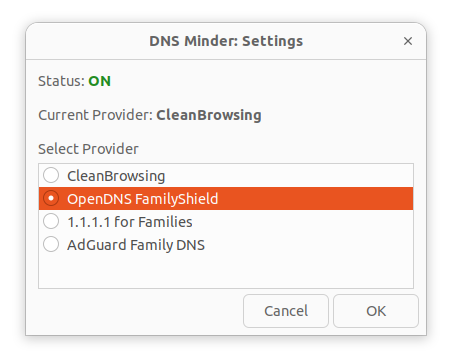 DNS Minder: Settings
Status: ON
Current Provider: CleanBrowsing
Select Provider
CleanBrowsing
OpenDNS FamilyShield
1.1.1.1 for Families
AdGuard Family DNS
Cancel OK